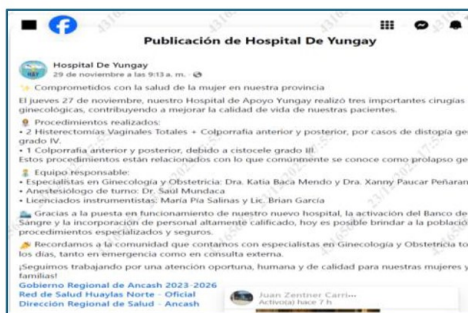 Publicación de Hospital De Yungay
Hospital De Yungay
29 de noviembre a las 9:13 a. m.
Comprometidos con la salud de la mujer en nuestra provincia
El jueves 27 de noviembre, nuestro Hospital de Apoyo Yungay realizó tres importantes cirugías
ginecológicas, contribuyendo a mejorar la calidad de vida de nuestras pacientes.
Procedimientos realizados:
• 2 Histerectomías Vaginales Totales + Colporrafia anterior y posterior, por casos de distopia ge
grado IV.
• 1 Colporrafia anterior y posterior, debido a cistocele grado III.
Estos procedimientos están relacionados con lo que comúnmente se conoce como prolapso ge
Equipo responsable:
• Especialistas en Ginecología y Obstetricia: Dra. Katia Baca Mendo y Dra. Xanny Paucar Peñaran
• Anestesiólogo de turno: Dr. Saúl Mundaca
• Licenciados instrumentistas: María Pía Salinas y Lic. Brian García
Gracias a la puesta en funcionamiento de nuestro nuevo hospital, la activación del Banco de
Sangre y la incorporación de personal altamente calificado, hoy es posible brindar a la població
procedimientos especializados y seguros.
Recordamos a la comunidad que contamos con especialistas en Ginecología y Obstetricia to
los días, tanto en emergencia como en consulta externa.
¡Seguimos trabajando por una atención oportuna, humana y de calidad para nuestras mujeres y
familias!
Gobierno Regional de Ancash 2023-2026
Red de Salud Huaylas Norte - Oficial
Dirección Regional de Salud - Ancash
Juan Zentner Carri
Activo(a) hace 7 h